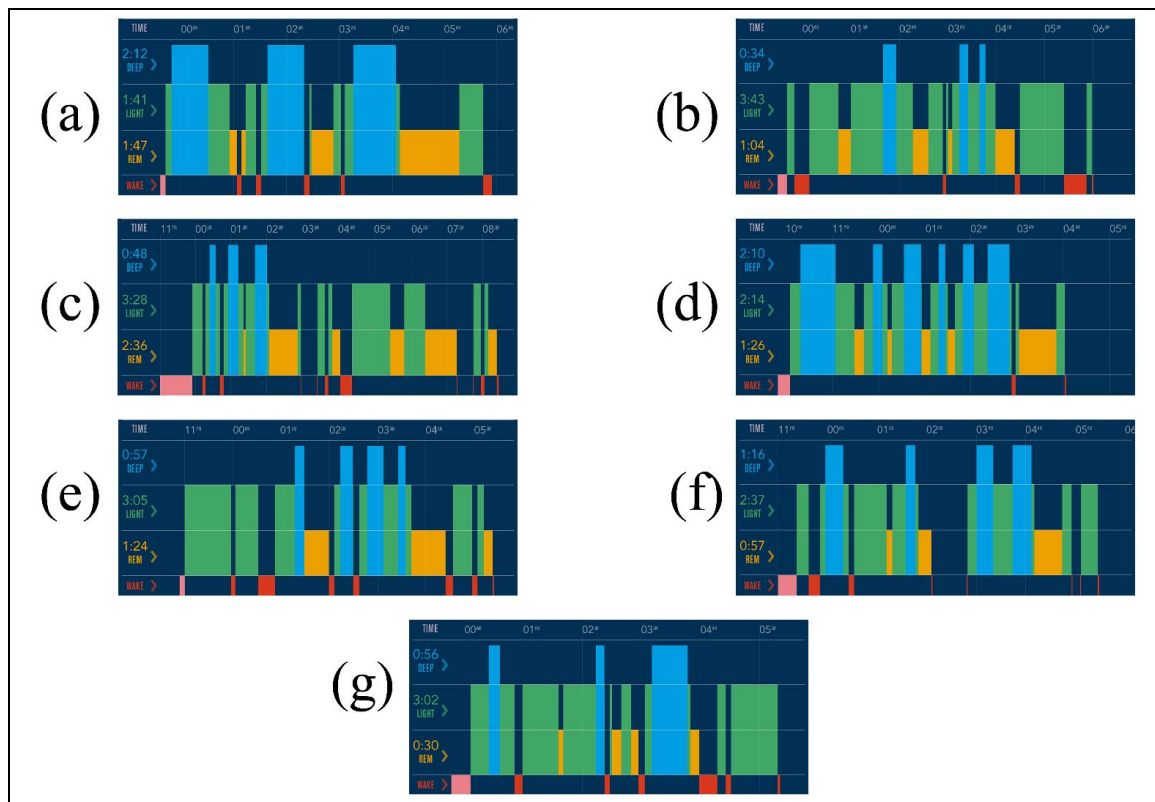 TIME 00 01 02 03 04 05 06
2:12
DEEP
(a)
1:41
LIGHT
1:47
REM
WAKE
TIME 00 01 02 03 04 05 06
0:34
DEEP
(b)
3:43
LIGHT
1:04
REM
WAKE
TIME 11 00 01 02 03 04 05 06 07 08
0:48
DEEP
(c)
3:28
LIGHT
2:36
REM
WAKE
TIME 10 11 00 01 02 03 04 05
2:10
DEEP
(d)
2:14
LIGHT
1:26
REM
WAKE
TIME 11 00 01 02 03 04 05
0:57
DEEP
(e)
3:05
LIGHT
1:24
REM
WAKE
TIME 11 00 01 02 03 04 05 06
1:16
DEEP
(f)
2:37
LIGHT
0:57
REM
WAKE
TIME 00 01 02 03 04 05
0:56
DEEP
(g)
3:02
LIGHT
0:30
REM
WAKE